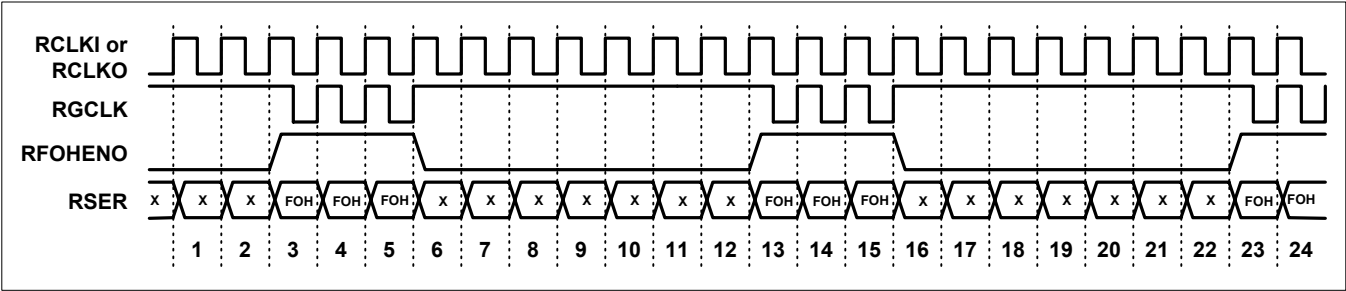 RCLKI or
RCLKO
RGCLK
RFOHENO
RSER X X X FOH FOH FOH X X X X X X X FOH FOH FOH X X X X X X X FOH FOH
1 2 3 4 5 6 7 8 9 10 11 12 13 14 15 16 17 18 19 20 21 22 23 24